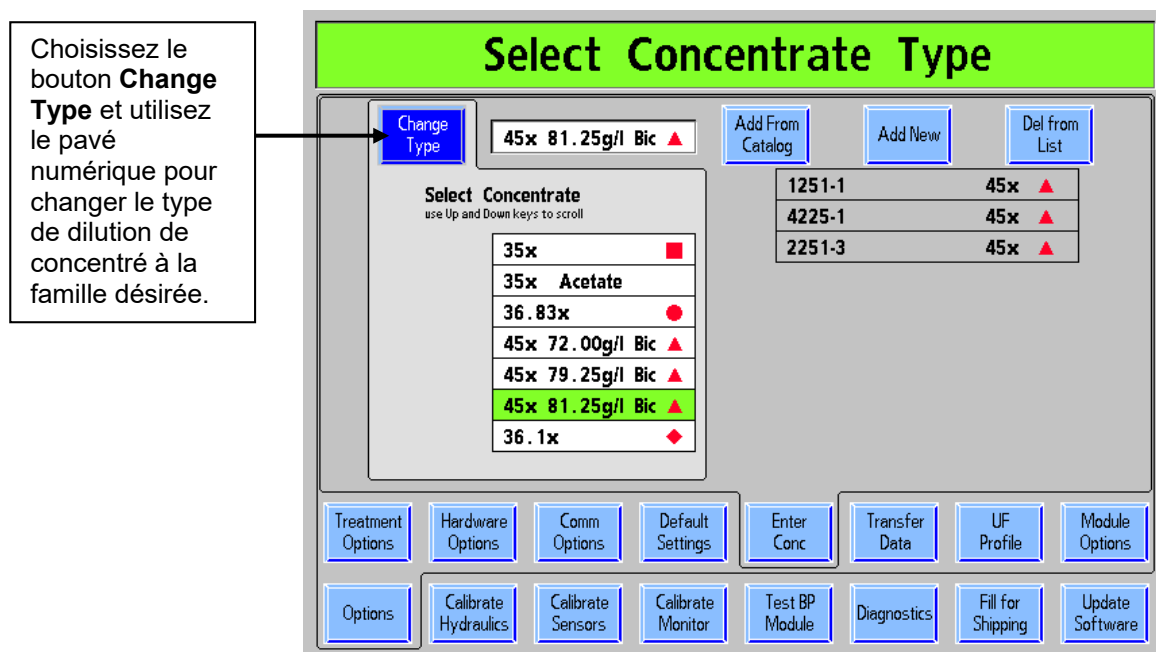 Choisissez le
bouton Change
Type et utilisez
le pavé
numérique pour
changer le type
de dilution de
concentré à la
famille désirée.
Select Concentrate Type
Change
Type
45x 81.25g/l Bic
Add From
Catalog
Add New
Del from
List
Select Concentrate
use Up and Down keys to scroll
35x
35x Acetate
36.83x
45x 72.00g/l Bic
45x 79.25g/l Bic
45x 81.25g/l Bic
36.1x
1251-1 45x
4225-1 45x
2251-3 45x
Treatment
Options
Hardware
Options
Comm
Options
Default
Settings
Enter
Conc
Transfer
Data
UF
Profile
Module
Options
Options
Calibrate
Hydraulics
Calibrate
Sensors
Calibrate
Monitor
Test BP
Module
Diagnostics
Fill for
Shipping
Update
Software